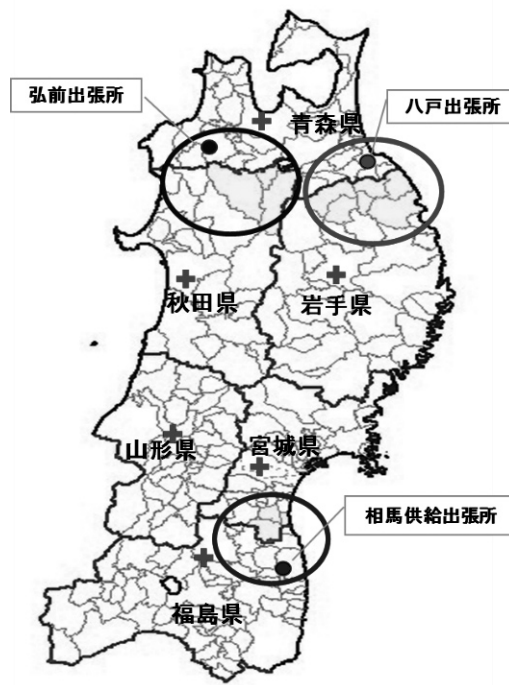 弘前出張所
八戸出張所
青森県
秋田県
岩手県
山形県
宮城県
相馬供給出張所
福島県